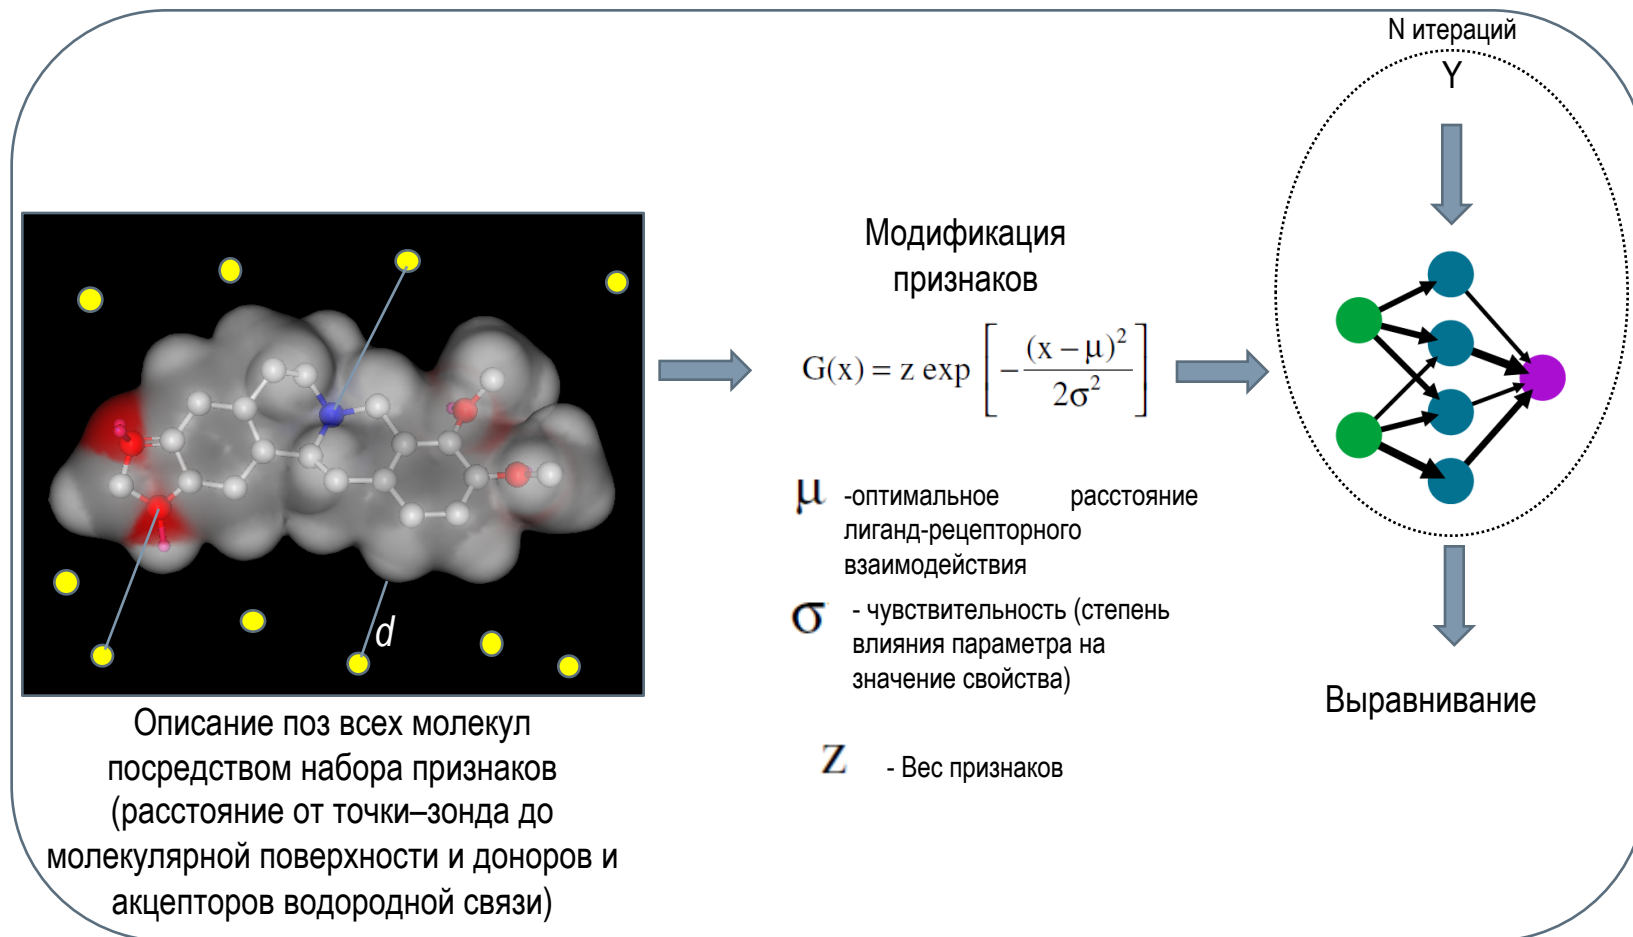 N итераций
Y
Модификация
признаков
G(x) = z exp [ - (x – μ)² / 2σ² ]
μ -оптимальное расстояние
лиганд-рецепторного
взаимодействия
σ - чувствительность (степень
влияния параметра на
значение свойства)
z - Вес признаков
d
Описание поз всех молекул
посредством набора признаков
(расстояние от точки–зонда до
молекулярной поверхности и доноров и
акцепторов водородной связи)
Выравнивание